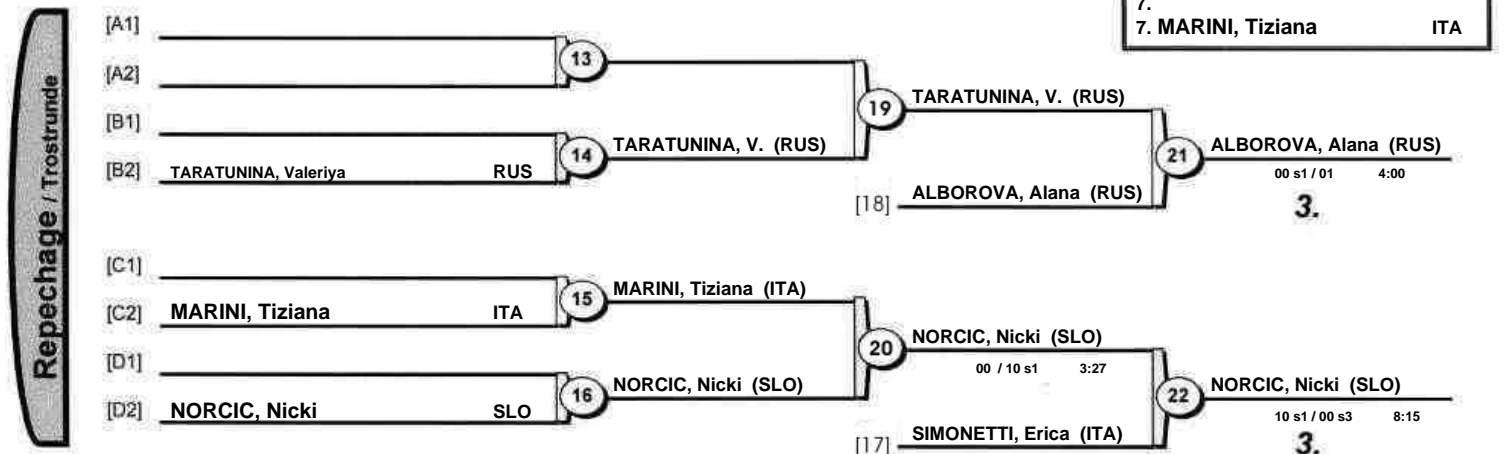 7.
7. MARINI, Tiziana ITA
Repechage / Trostrunde
[A1]
[A2]
13
[B1]
[B2] TARATUNINA, Valeriya RUS
14
TARATUNINA, V. (RUS)
19
TARATUNINA, V. (RUS)
[18] ALBOROVA, Alana (RUS)
21
ALBOROVA, Alana (RUS)
00 s1 / 01 4:00
3.
[C1]
[C2] MARINI, Tiziana ITA
15
MARINI, Tiziana (ITA)
[D1]
[D2] NORCIC, Nicki SLO
16
NORCIC, Nicki (SLO)
20
NORCIC, Nicki (SLO)
00 / 10 s1 3:27
[17] SIMONETTI, Erica (ITA)
22
NORCIC, Nicki (SLO)
10 s1 / 00 s3 8:15
3.